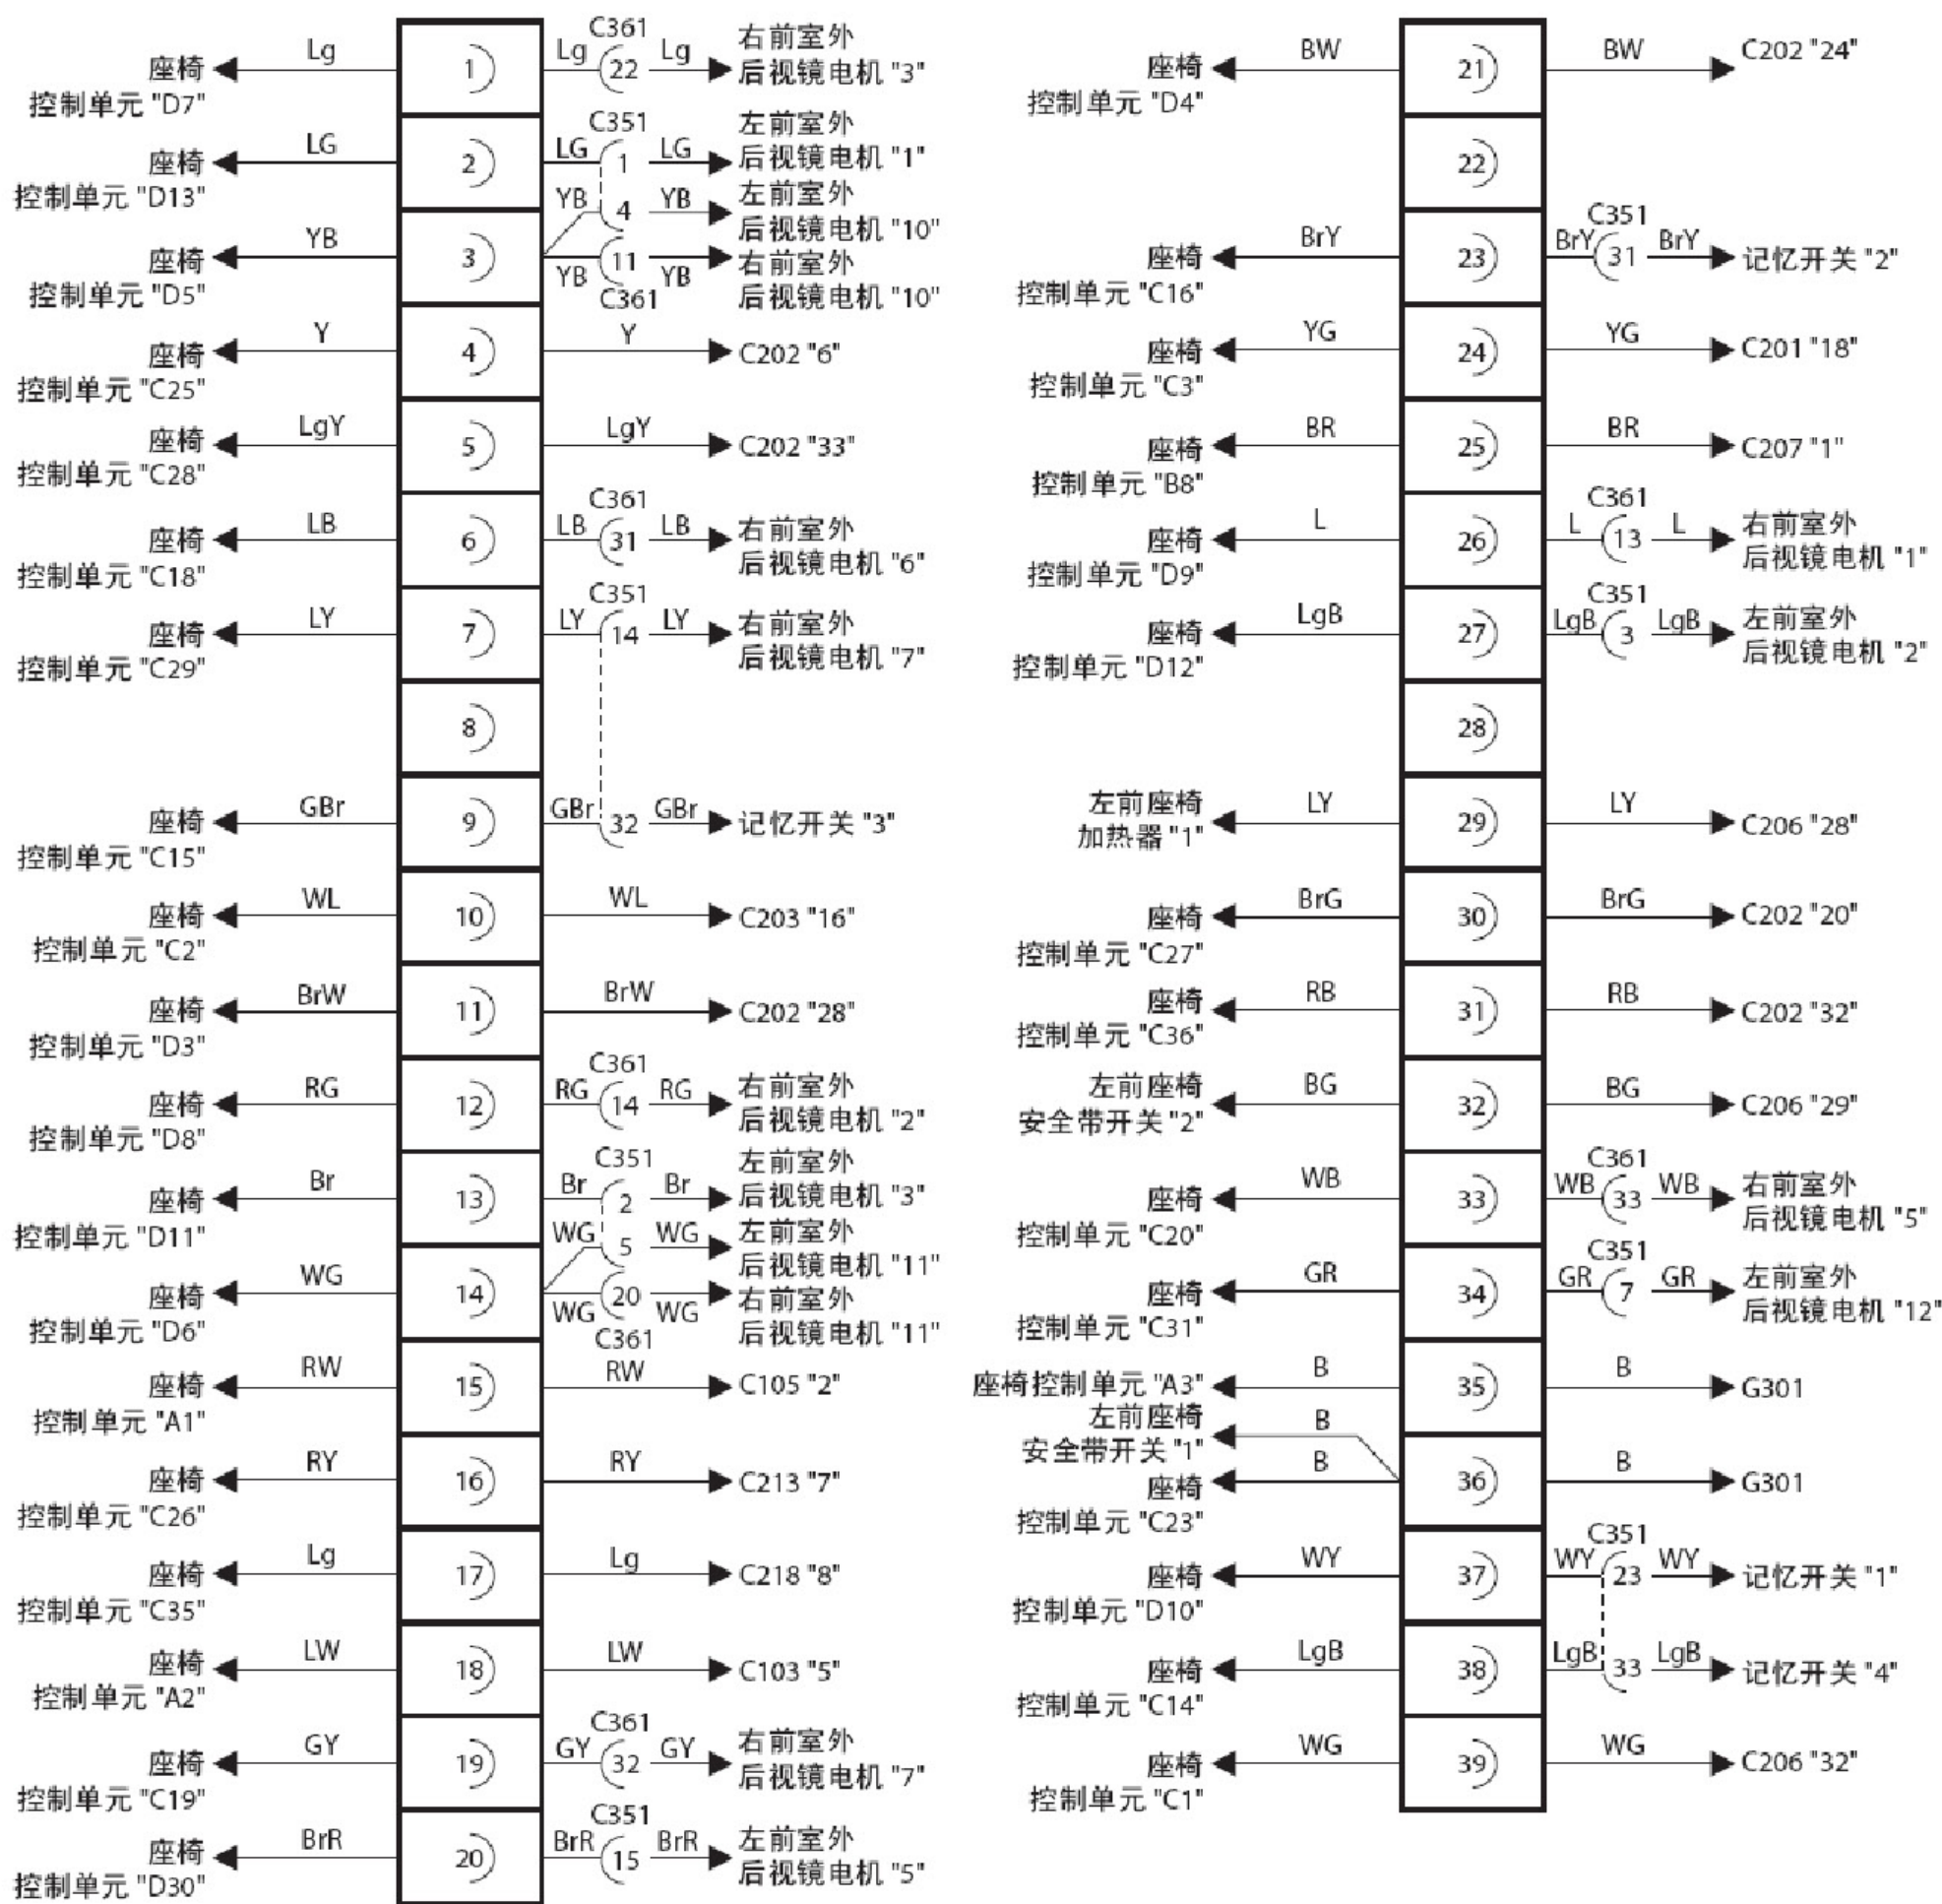 Lg
座椅
控制单元 "D7"
1
C361
Lg 22 Lg
右前室外
后视镜电机 "3"
LG
座椅
控制单元 "D13"
2
C351
LG 1 LG
左前室外
后视镜电机 "1"
YB 4 YB
左前室外
后视镜电机 "10"
YB
座椅
控制单元 "D5"
3
YB 11 YB
C361
右前室外
后视镜电机 "10"
Y
座椅
控制单元 "C25"
4
Y
C202 "6"
LgY
座椅
控制单元 "C28"
5
LgY
C202 "33"
LB
座椅
控制单元 "C18"
6
C361
LB 31 LB
右前室外
后视镜电机 "6"
LY
座椅
控制单元 "C29"
7
C351
LY 14 LY
右前室外
后视镜电机 "7"
8
GBr
座椅
控制单元 "C15"
9
GBr 32 GBr
记忆开关 "3"
WL
座椅
控制单元 "C2"
10
WL
C203 "16"
BrW
座椅
控制单元 "D3"
11
BrW
C202 "28"
RG
座椅
控制单元 "D8"
12
C361
RG 14 RG
右前室外
后视镜电机 "2"
Br
座椅
控制单元 "D11"
13
C351
Br 2 Br
左前室外
后视镜电机 "3"
WG 5 WG
左前室外
后视镜电机 "11"
WG
座椅
控制单元 "D6"
14
WG 20 WG
C361
右前室外
后视镜电机 "11"
RW
座椅
控制单元 "A1"
15
RW
C105 "2"
RY
座椅
控制单元 "C26"
16
RY
C213 "7"
Lg
座椅
控制单元 "C35"
17
Lg
C218 "8"
LW
座椅
控制单元 "A2"
18
LW
C103 "5"
GY
座椅
控制单元 "C19"
19
C361
GY 32 GY
右前室外
后视镜电机 "7"
BrR
座椅
控制单元 "D30"
20
C351
BrR 15 BrR
左前室外
后视镜电机 "5"
BW
座椅
控制单元 "D4"
21
BW
C202 "24"
22
BrY
座椅
控制单元 "C16"
23
C351
BrY 31 BrY
记忆开关 "2"
YG
座椅
控制单元 "C3"
24
YG
C201 "18"
BR
座椅
控制单元 "B8"
25
BR
C207 "1"
L
座椅
控制单元 "D9"
26
C361
L 13 L
右前室外
后视镜电机 "1"
LgB
座椅
控制单元 "D12"
27
C351
LgB 3 LgB
左前室外
后视镜电机 "2"
28
左前座椅
加热器 "1"
LY
29
LY
C206 "28"
BrG
座椅
控制单元 "C27"
30
BrG
C202 "20"
RB
座椅
控制单元 "C36"
31
RB
C202 "32"
左前座椅
安全带开关 "2"
BG
32
BG
C206 "29"
WB
座椅
控制单元 "C20"
33
C361
WB 33 WB
右前室外
后视镜电机 "5"
GR
座椅
控制单元 "C31"
34
C351
GR 7 GR
左前室外
后视镜电机 "12"
座椅控制单元 "A3"
B
35
B
G301
左前座椅
安全带开关 "1"
B
B
座椅
控制单元 "C23"
36
B
G301
WY
座椅
控制单元 "D10"
37
C351
WY 23 WY
记忆开关 "1"
LgB
座椅
控制单元 "C14"
38
LgB 33 LgB
记忆开关 "4"
WG
座椅
控制单元 "C1"
39
WG
C206 "32"